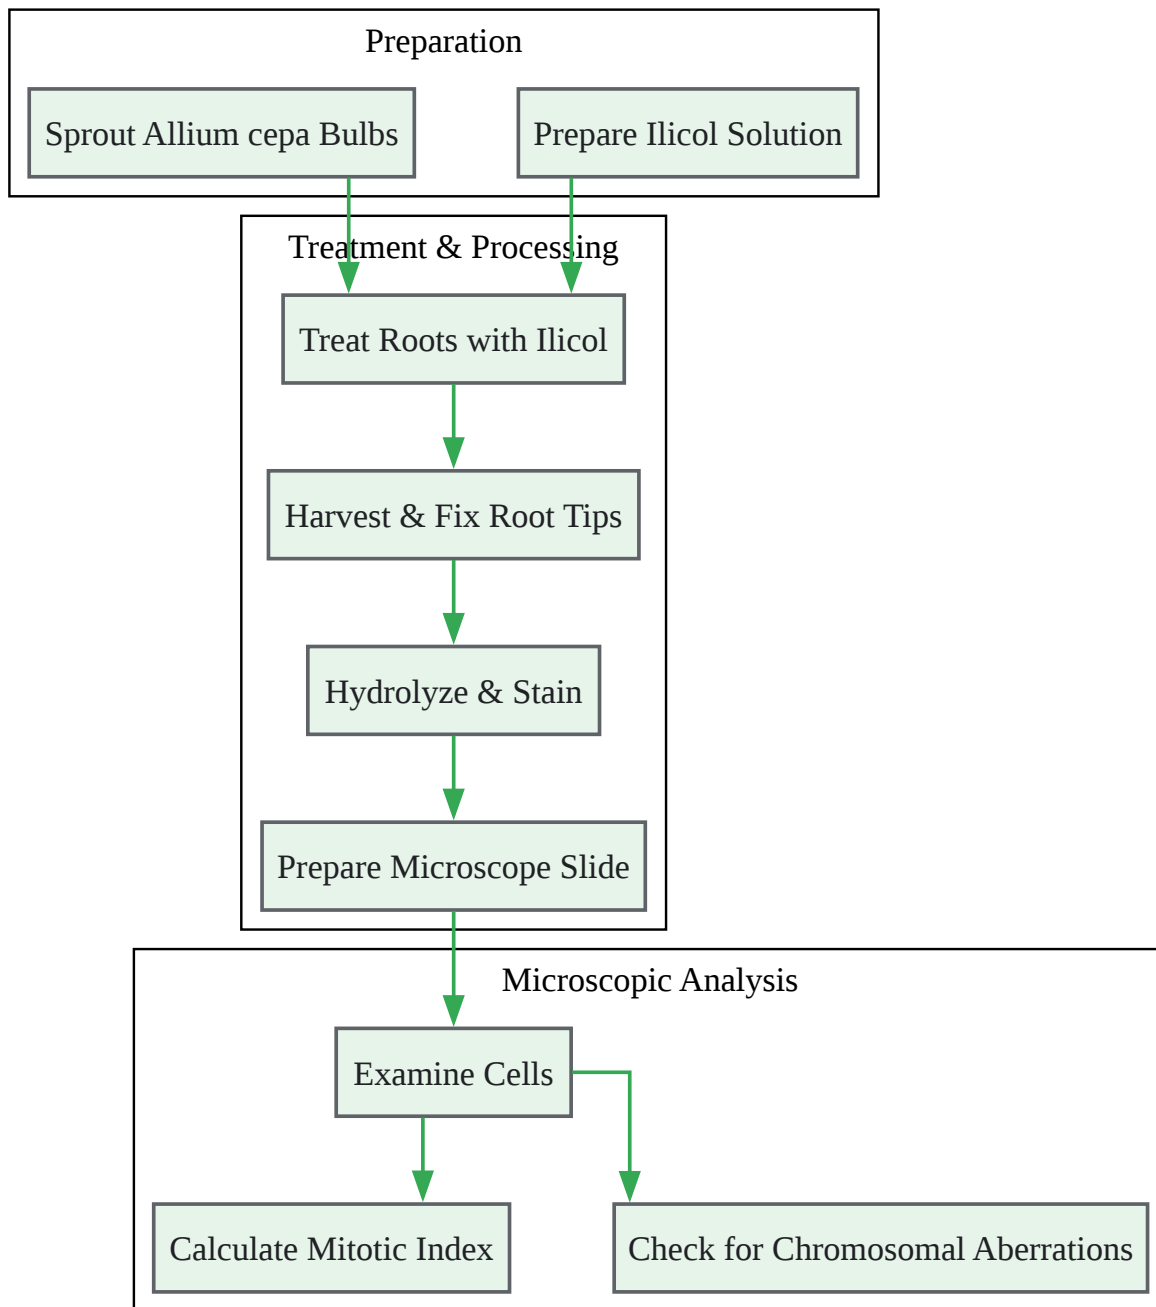 Preparation
Sprout Allium cepa Bulbs
Prepare Ilicol Solution
Treatment & Processing
Treat Roots with Ilicol
Harvest & Fix Root Tips
Hydrolyze & Stain
Prepare Microscope Slide
Microscopic Analysis
Examine Cells
Calculate Mitotic Index
Check for Chromosomal Aberrations